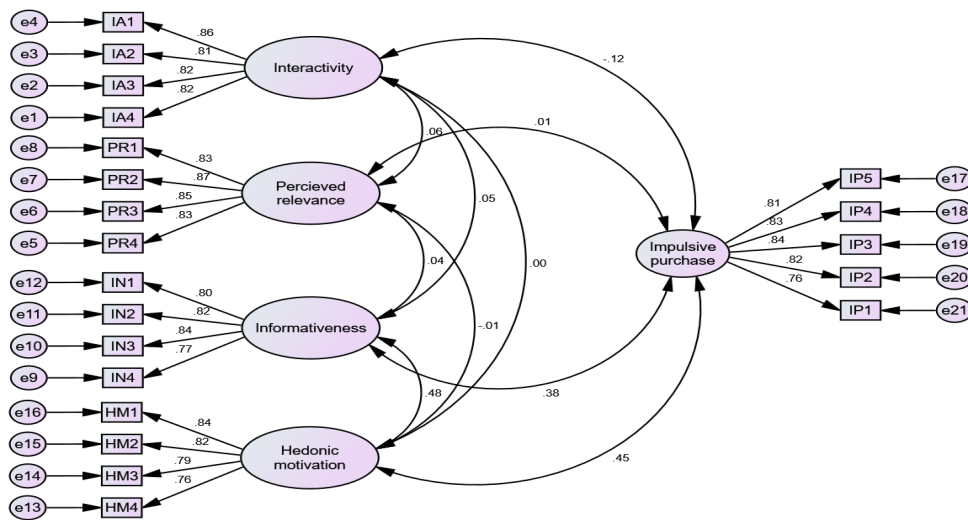 e4 IA1 .86
e3 IA2 .81
e2 IA3 .82
e1 IA4 .82
Interactivity
-.12
e8 PR1 .83
e7 PR2 .87
e6 PR3 .85
e5 PR4 .83
Percieved
relevance
.06
.01
.05
.04
.00
-.01
e12 IN1 .80
e11 IN2 .82
e10 IN3 .84
e9 IN4 .77
Informativeness
.48
.38
e16 HM1 .84
e15 HM2 .82
e14 HM3 .79
e13 HM4 .76
Hedonic
motivation
.45
Impulsive
purchase
.81 IP5 e17
.83 IP4 e18
.84 IP3 e19
.82 IP2 e20
.76 IP1 e21